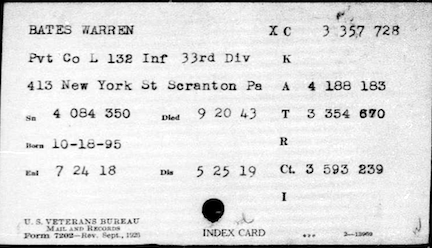 BATES WARREN X C 3 357 728
Pvt Co L 132 Inf 33rd Div K
413 New York St Scranton Pa A 4 188 183
Sn 4 084 350 Died 9 20 43 T 3 354 670
Born 10-18-95 R
Enl 7 24 18 Dis 5 25 19 Ct. 3 593 239
I
U. S. VETERANS BUREAU
MAIL AND RECORDS
Form 7202—Rev. Sept., 1925 INDEX CARD